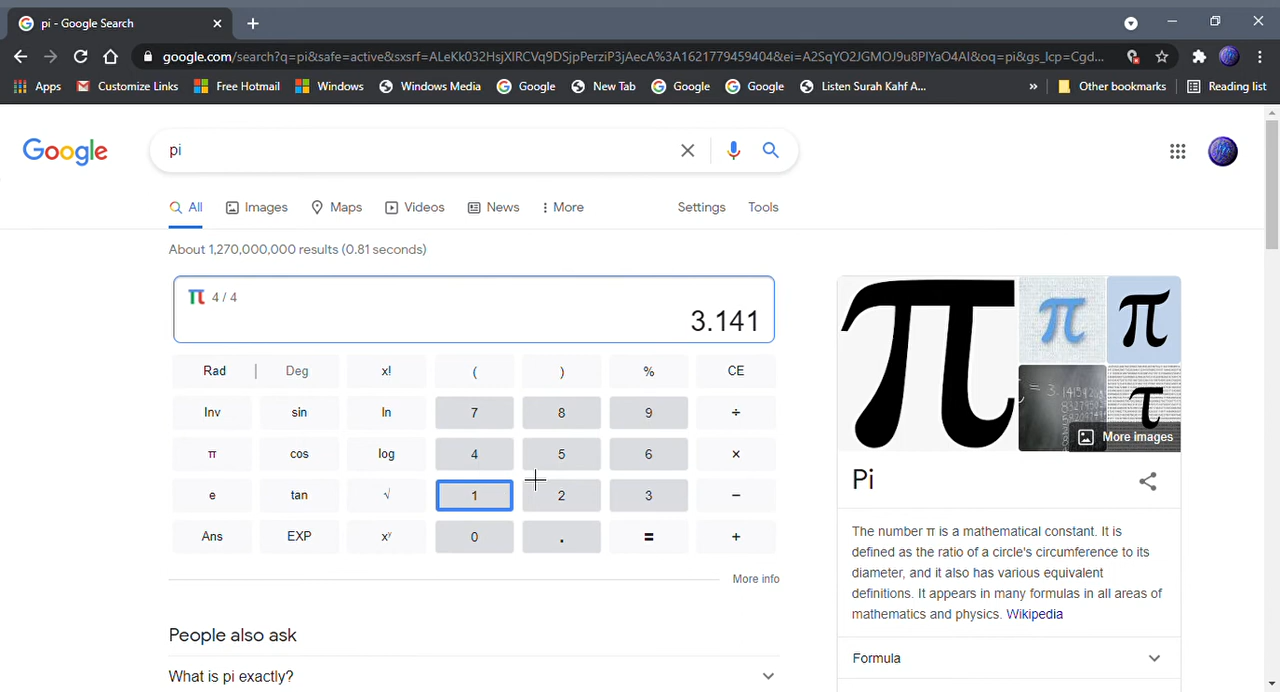 pi - Google Search
google.com/search?q=pi&safe=active&sxsrf=ALeKk032HsjXIRCVq9DSjpPerziP3jAecA%3A1621779459404&ei=A2SqYO2JGMOJ9u8PIYaO4AI&oq=pi&gs_lcp=Cgd...
Apps Customize Links Free Hotmail Windows Windows Media Google New Tab Google Google Listen Surah Kahf A... » Other bookmarks Reading list
Google
pi
All Images Maps Videos News More Settings Tools
About 1,270,000,000 results (0.81 seconds)
π 4 / 4
3.141
Rad | Deg x! ( ) % CE
Inv sin ln 8 9 ÷
π cos log 4 5 6 ×
e tan √ 1 2 3 −
Ans EXP xʸ 0 . = +
More info
People also ask
What is pi exactly?
π π π
More images
Pi
The number π is a mathematical constant. It is
defined as the ratio of a circle's circumference to its
diameter, and it also has various equivalent
definitions. It appears in many formulas in all areas of
mathematics and physics. Wikipedia
Formula